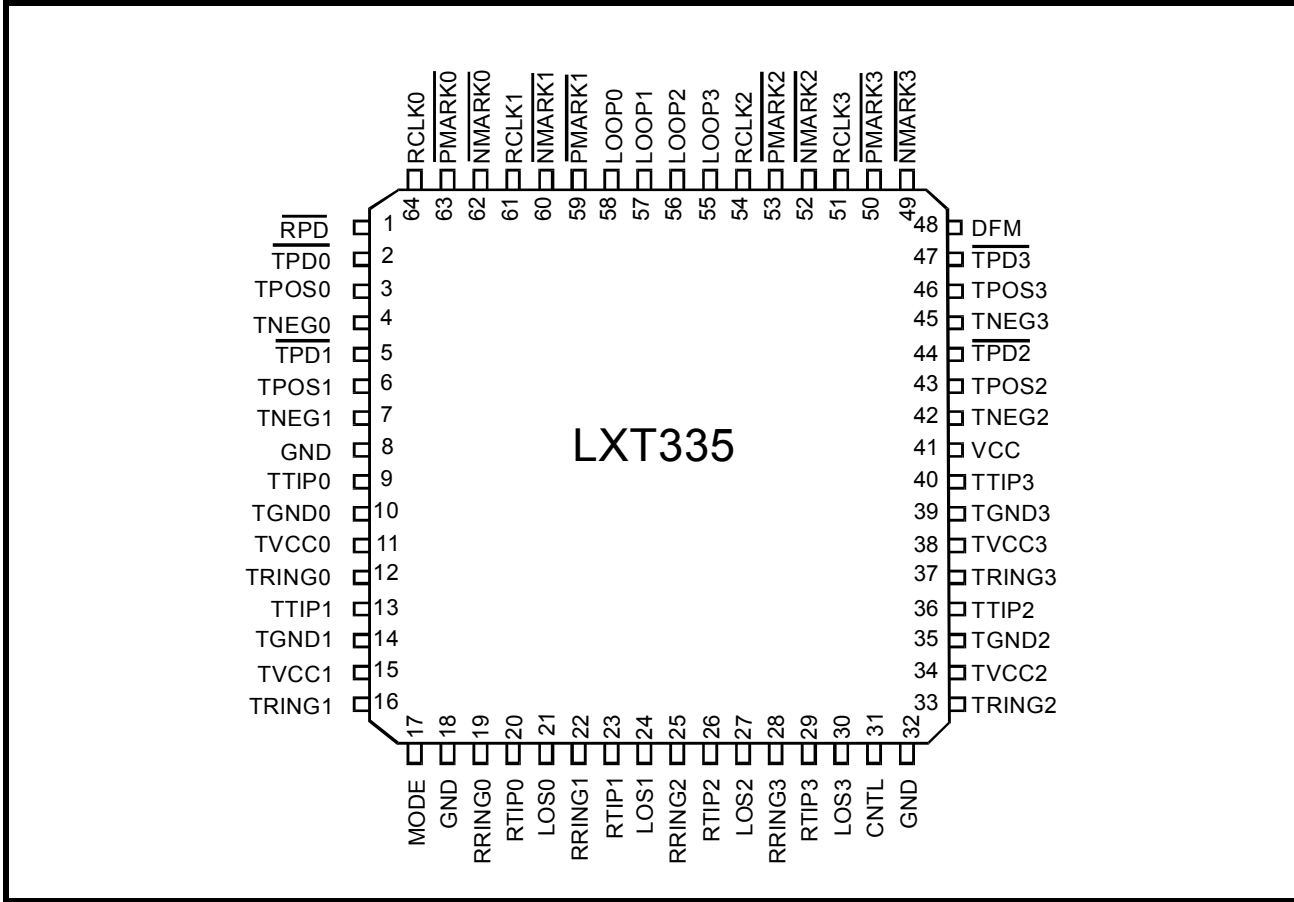 RCLK0
PMARK0
NMARK0
RCLK1
NMARK1
PMARK1
LOOP0
LOOP1
LOOP2
LOOP3
RCLK2
PMARK2
NMARK2
RCLK3
PMARK3
NMARK3
64
63
62
61
60
59
58
57
56
55
54
53
52
51
50
49
RPD 1
TPD0 2
TPOS0 3
TNEG0 4
TPD1 5
TPOS1 6
TNEG1 7
GND 8
TTIP0 9
TGND0 10
TVCC0 11
TRING0 12
TTIP1 13
TGND1 14
TVCC1 15
TRING1 16
LXT335
48 DFM
47 TPD3
46 TPOS3
45 TNEG3
44 TPD2
43 TPOS2
42 TNEG2
41 VCC
40 TTIP3
39 TGND3
38 TVCC3
37 TRING3
36 TTIP2
35 TGND2
34 TVCC2
33 TRING2
17
18
19
20
21
22
23
24
25
26
27
28
29
30
31
32
MODE
GND
RRING0
RTIP0
LOS0
RRING1
RTIP1
LOS1
RRING2
RTIP2
LOS2
RRING3
RTIP3
LOS3
CNTL
GND